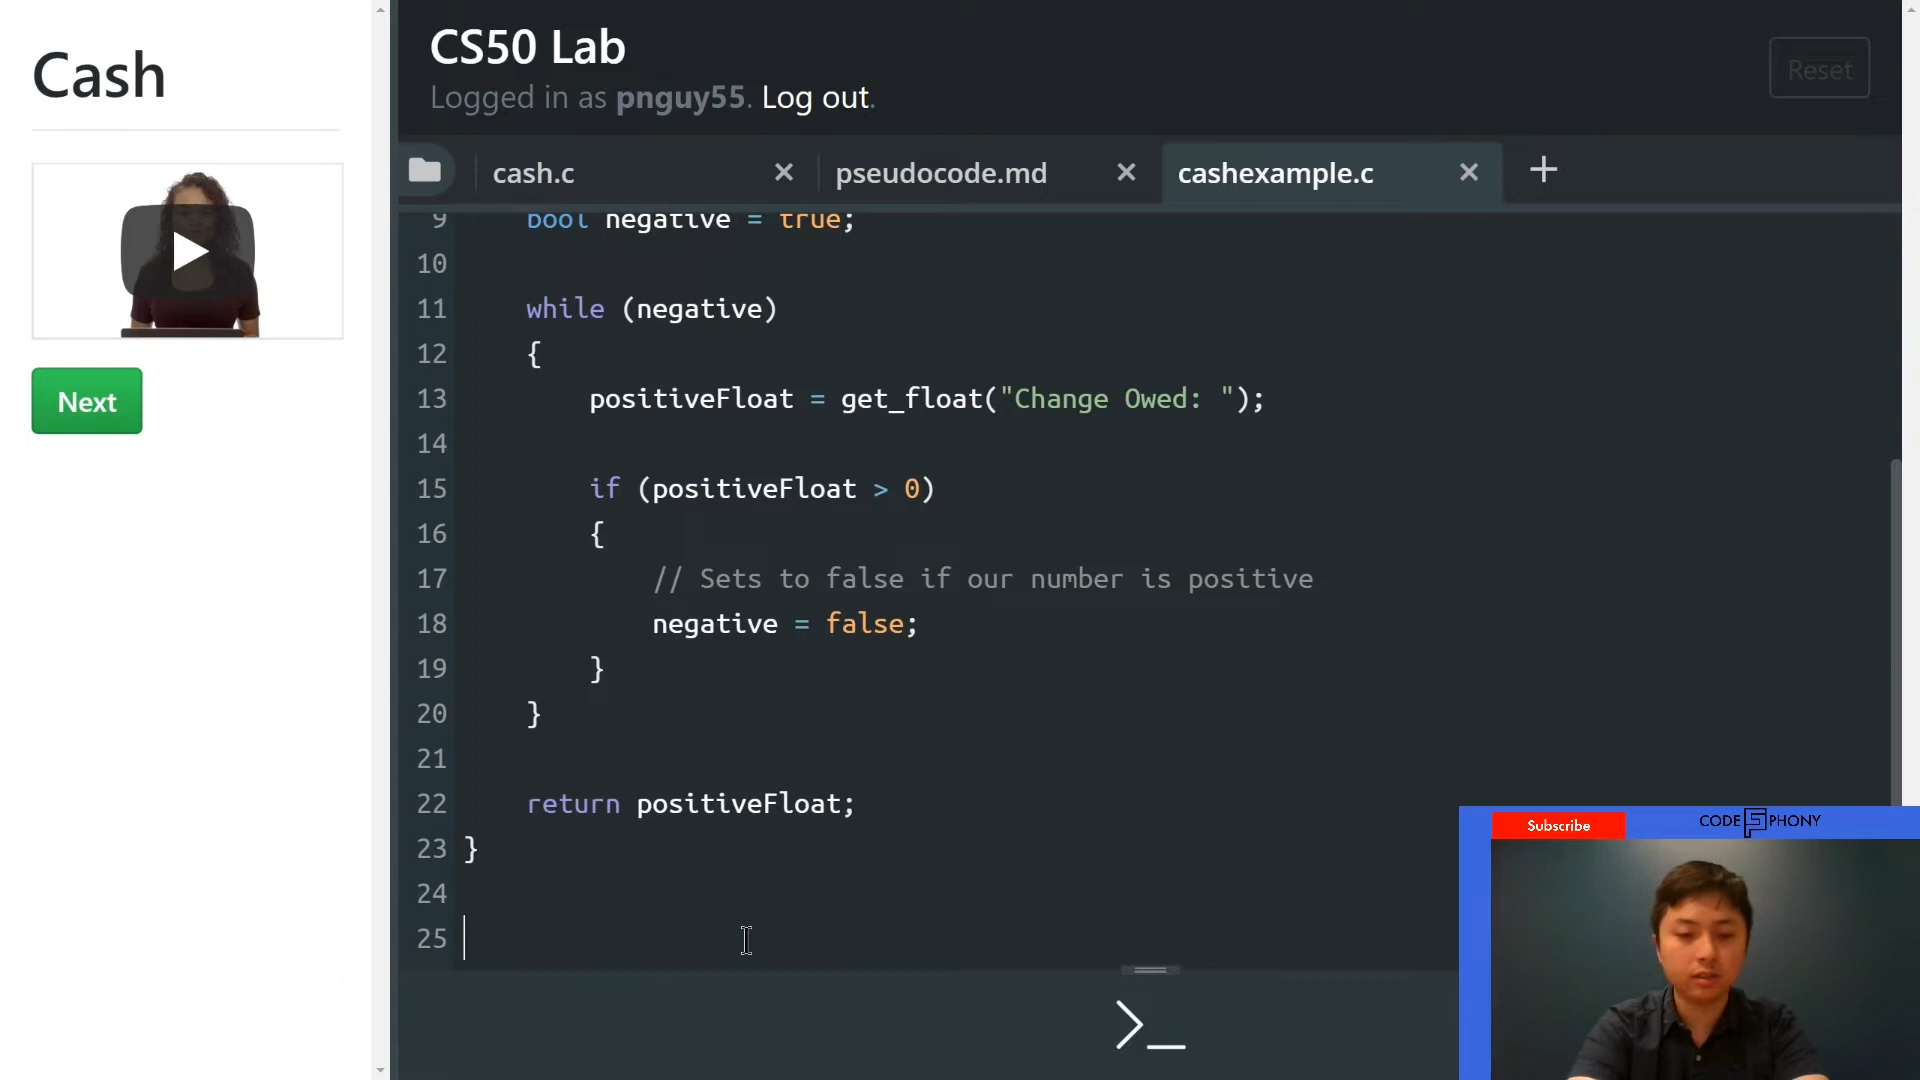 Cash
Next
CS50 Lab
Logged in as pnguy55. Log out.
Reset
cash.c
pseudocode.md
cashexample.c
9 bool negative = true;
10
11 while (negative)
12 {
13 positiveFloat = get_float("Change Owed: ");
14
15 if (positiveFloat > 0)
16 {
17 // Sets to false if our number is positive
18 negative = false;
19 }
20 }
21
22 return positiveFloat;
23 }
24
25
>_
Subscribe
CODE PHONY